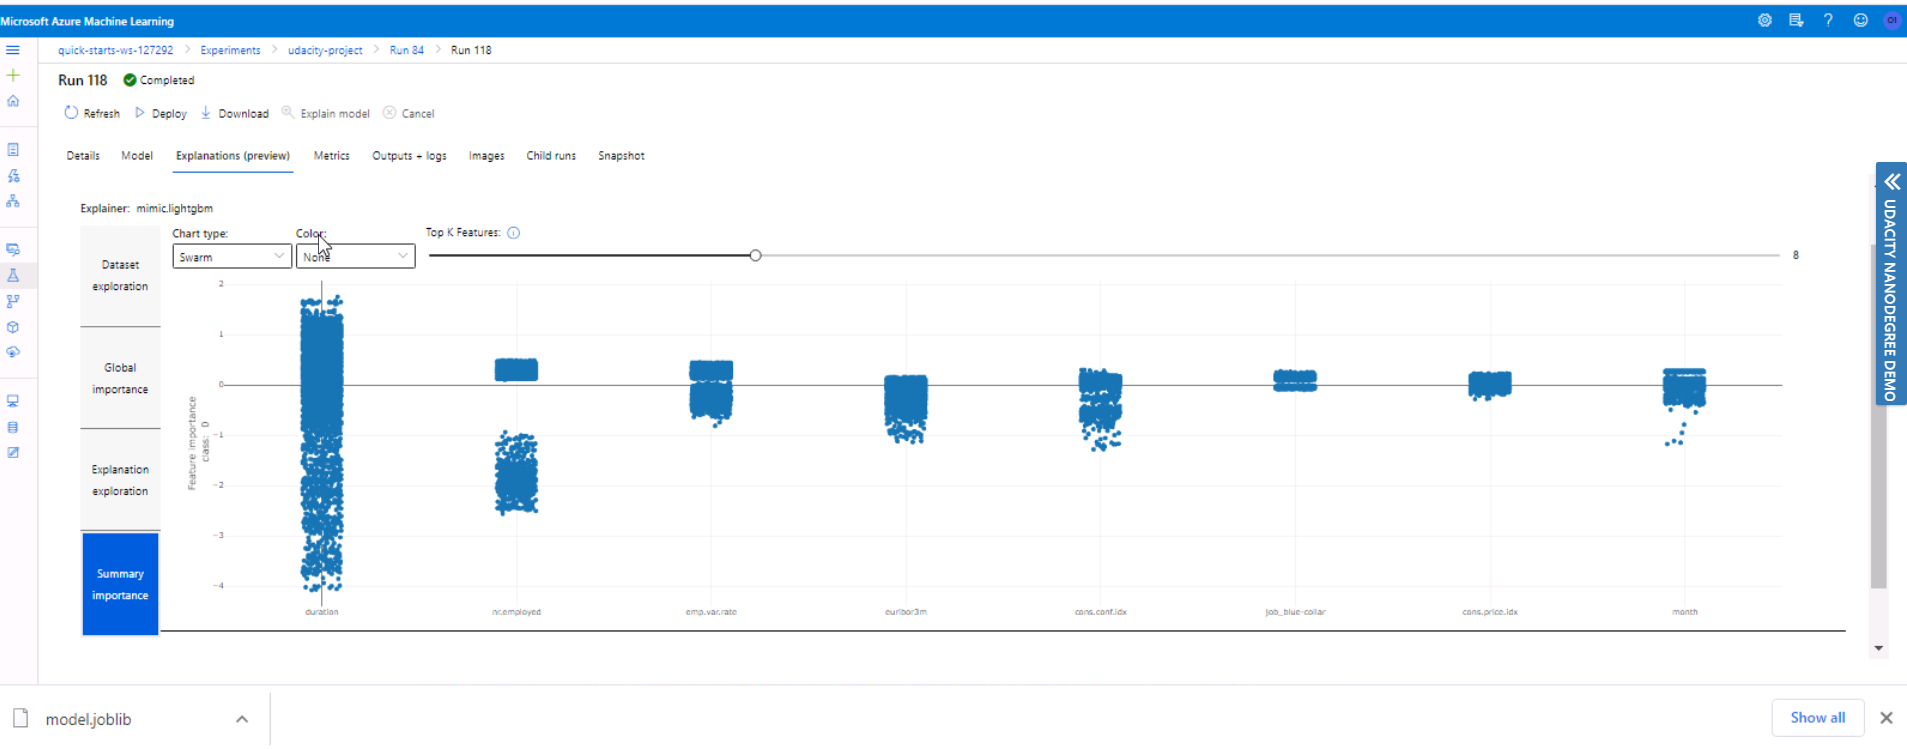 Microsoft Azure Machine Learning
OI
quick-starts-ws-127292 > Experiments > udacity-project > Run 84 > Run 118
Run 118 Completed
Refresh Deploy Download Explain model Cancel
Details Model Explanations (preview) Metrics Outputs + logs Images Child runs Snapshot
Explainer: mimic.lightgbm
Chart type: Color: Top K Features:
Swarm None 8
Dataset
exploration
Global
importance
Explanation
exploration
Summary
importance
2
1
0
−1
−2
−3
−4
Feature importance
class: 0
duration nr.employed emp.var.rate euribor3m cons.conf.idx job_blue-collar cons.price.idx month
UDACITY NANODEGREE DEMO
model.joblib
Show all